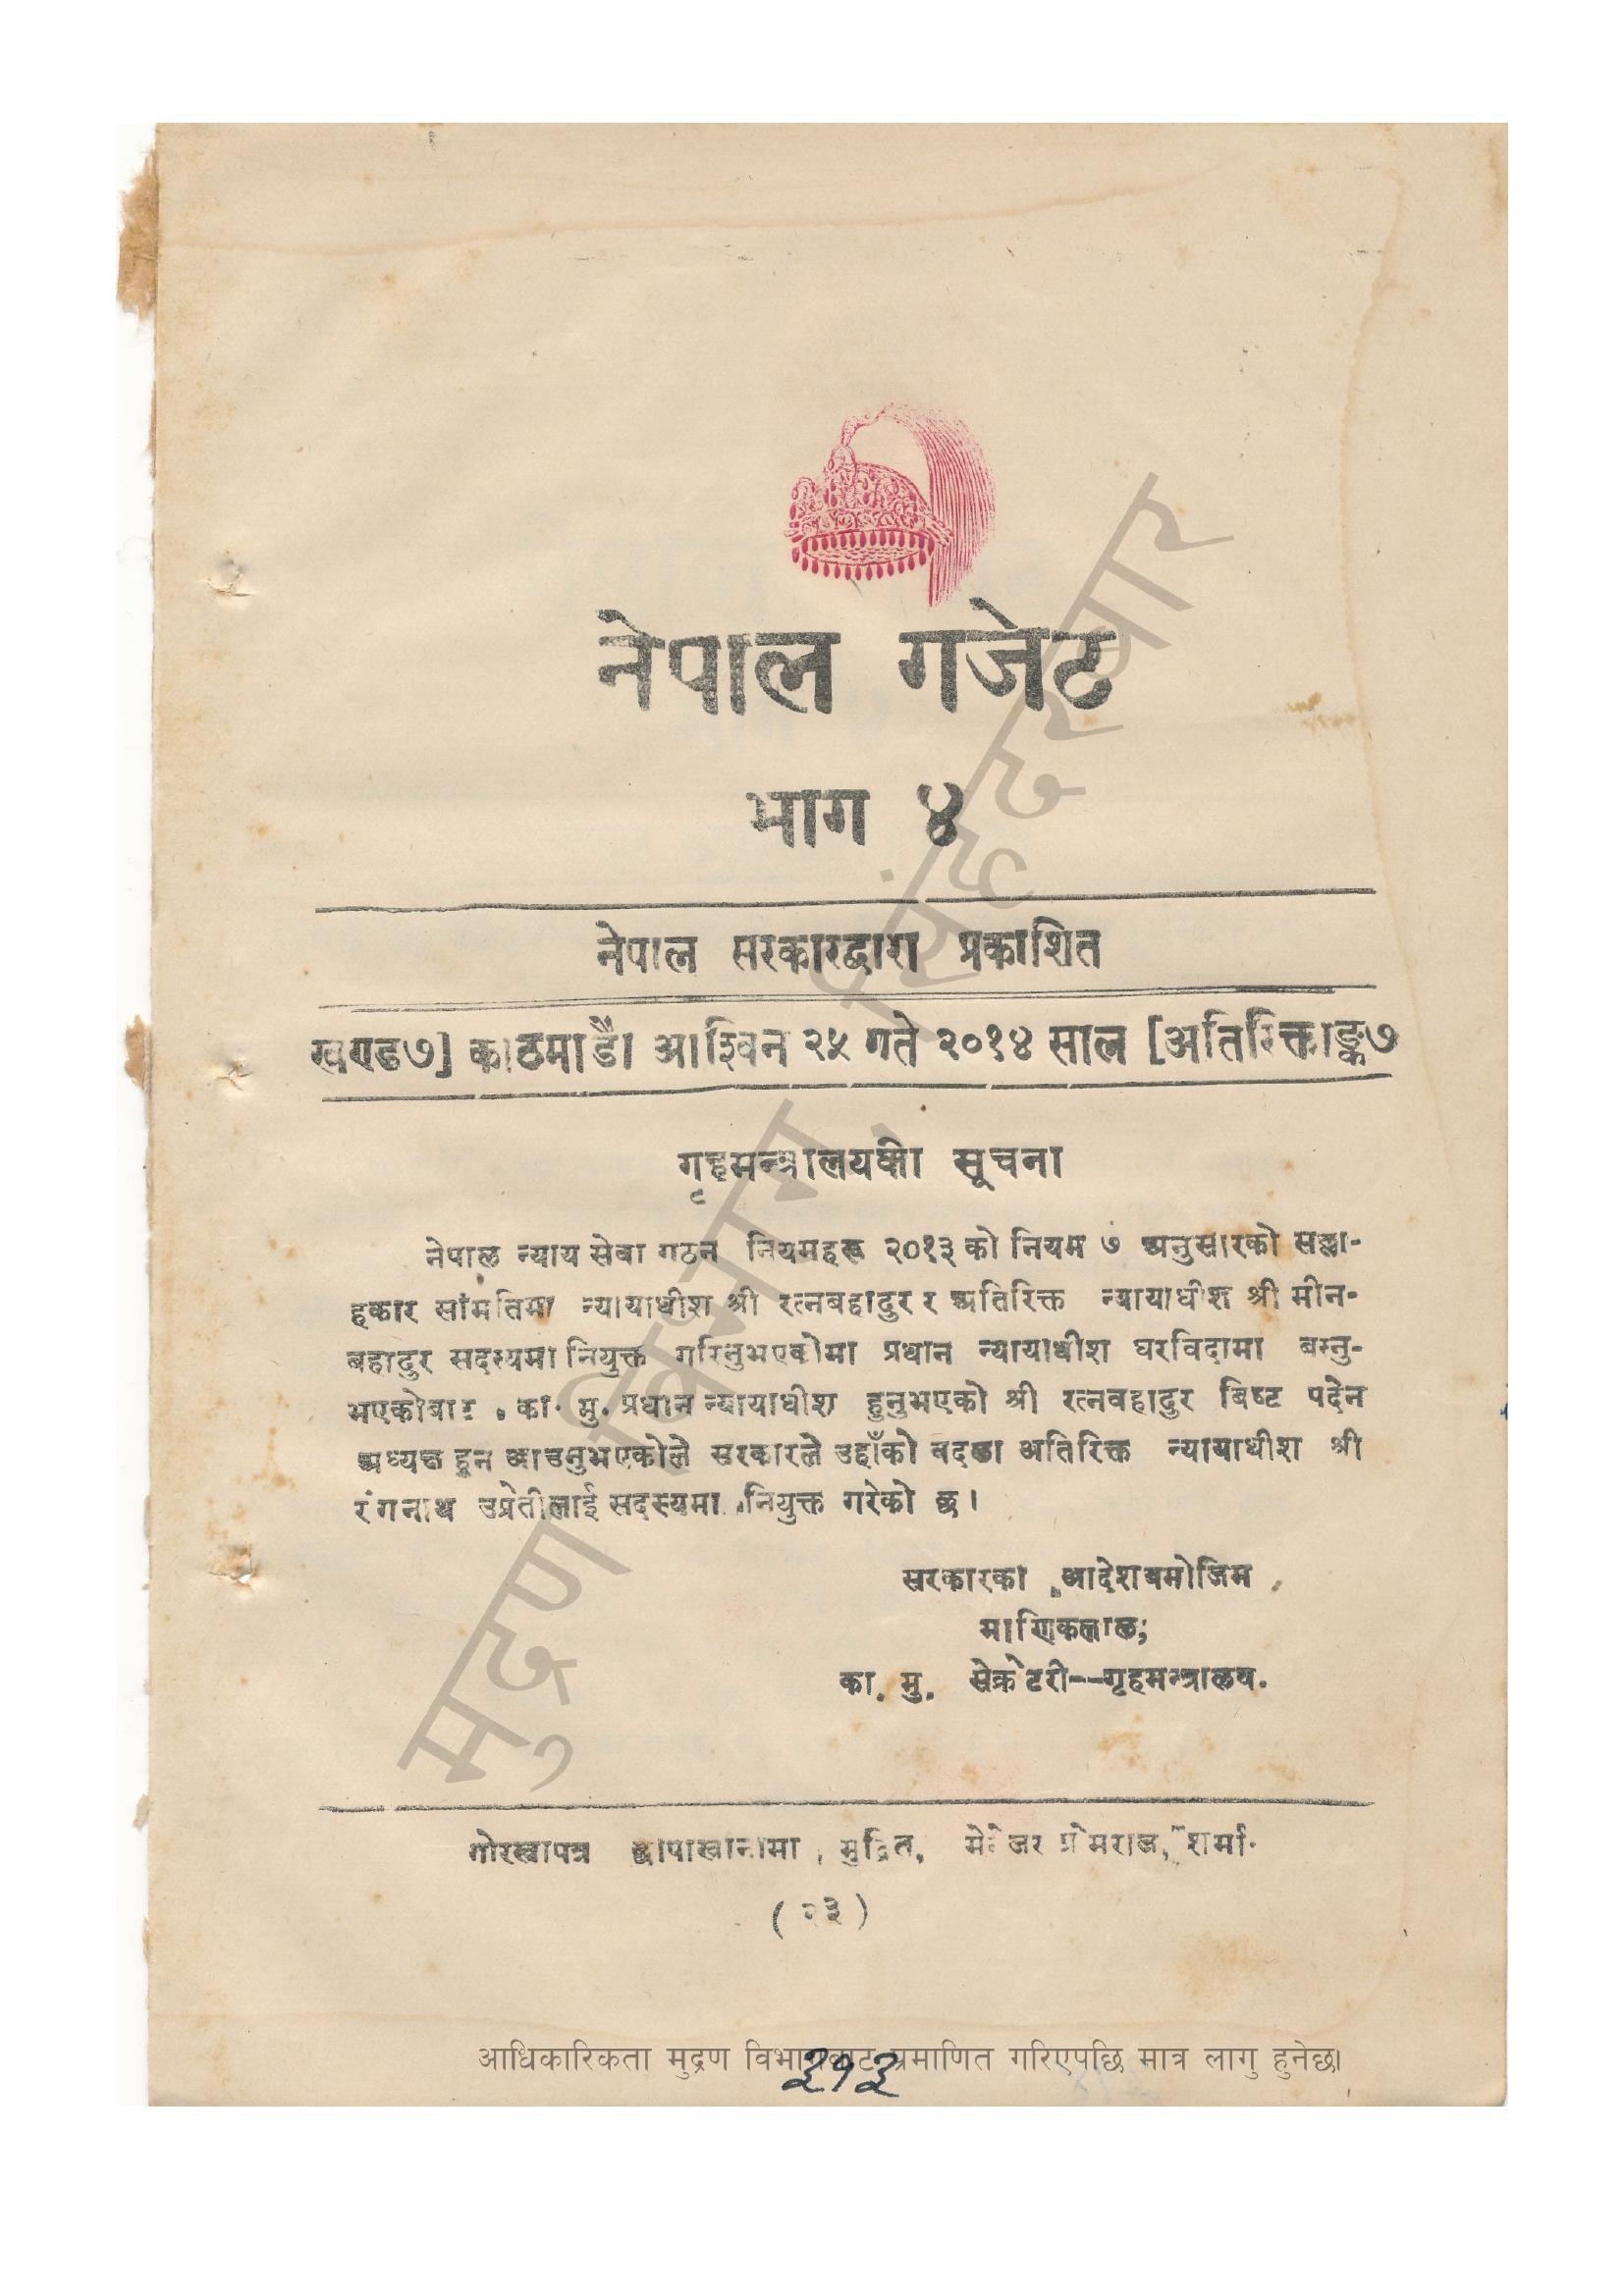 नेपाल गजेट
भाग ४
नेपाल सरकारद्वारा प्रकाशित
खण्ड७] काठमाडौं आश्विन २५ गते २०१४ साल [अतिरिक्ताङ्क७
गृहमन्त्रालयको सूचना
नेपाल न्याय सेवा गठन नियमहरू २०१३ को नियम ७ अनुसारको सल्ला-
हकार समितिमा न्यायाधीश श्री रत्नबहादुर र अतिरिक्त न्यायाधीश श्री मीन-
बहादुर सदस्यमा नियुक्त गरिनुभएकोमा प्रधान न्यायाधीश घरविदामा बस्नु-
भएकोबाट का. मु. प्रधान न्यायाधीश हुनुभएको श्री रत्नबहादुर बिष्ट पदेन
अध्यक्ष हुन आउनुभएकोले सरकारले उहाँको बदला अतिरिक्त न्यायाधीश श्री
रंगनाथ उप्रेतीलाई सदस्यमा नियुक्त गरेको छ।
सरकारका आदेशबमोजिम
माणिकलाल,
का. मु. सेक्रेटरी--गृहमन्त्रालय.
गोरखापत्र छापाखानामा मुद्रित, मेनेजर प्रेमराज, शर्मा.
(२३)
आधिकारिकता मुद्रण विभागबाट प्रमाणित गरिएपछि मात्र लागु हुनेछ।
३१३
मुद्रण विभाग, सिंहदरबार